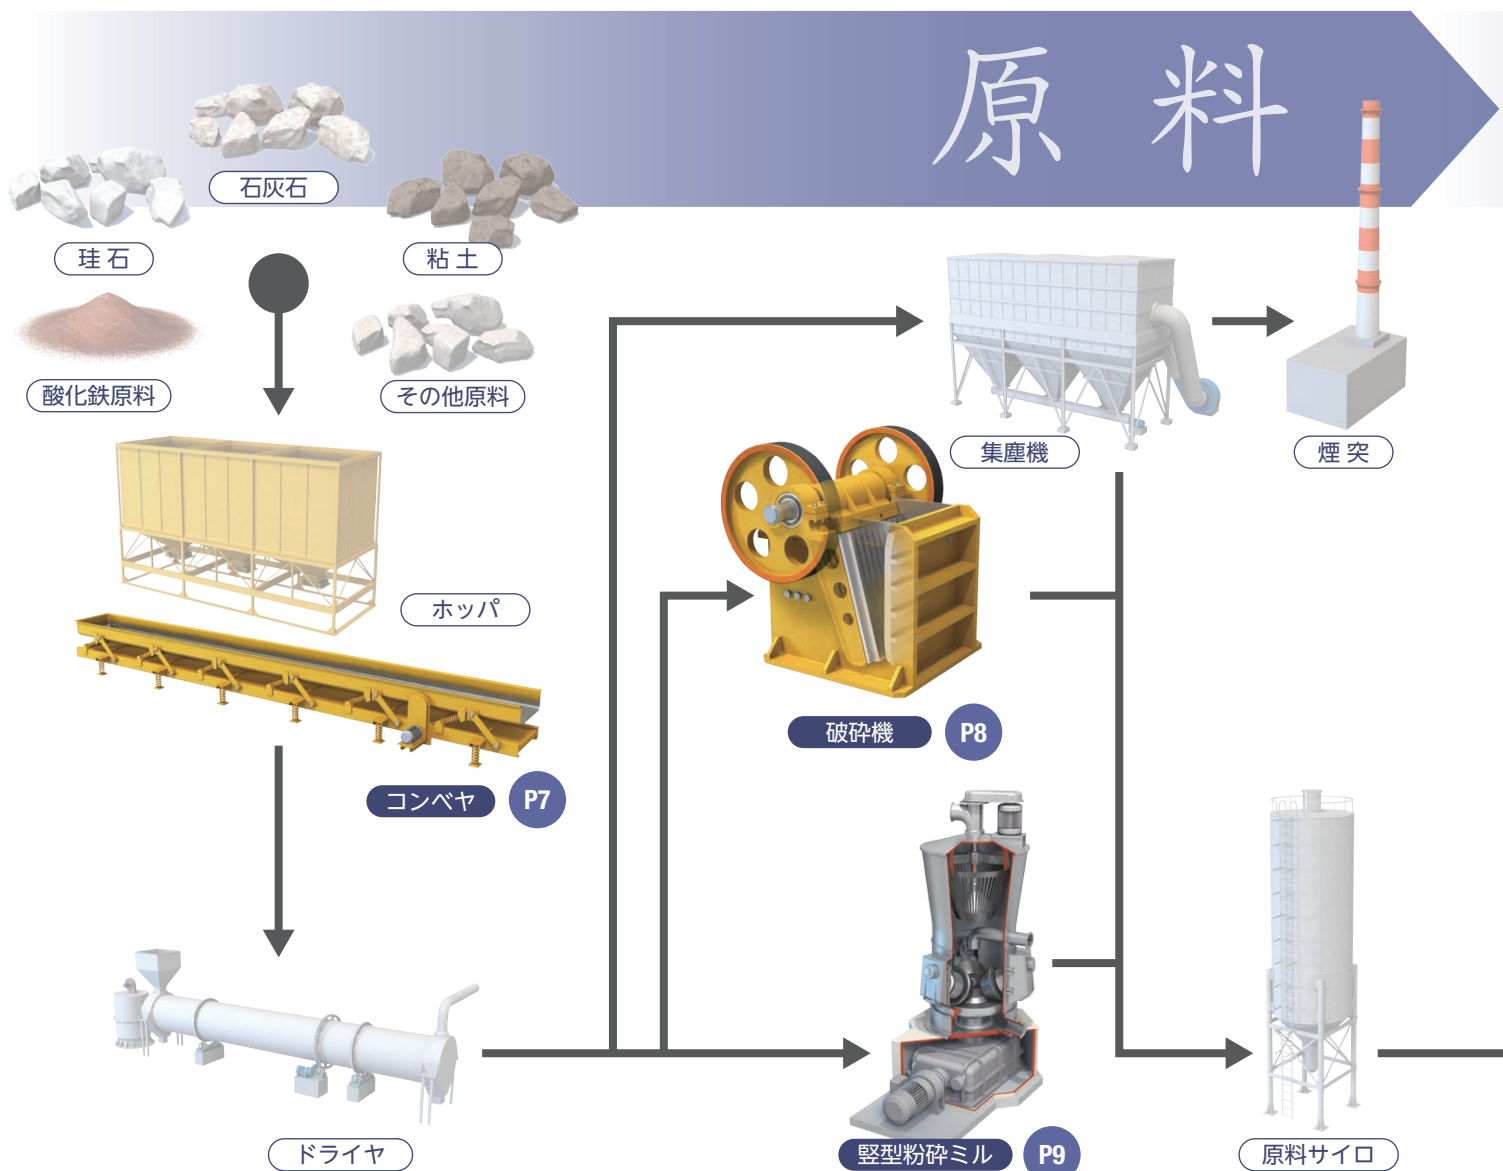 原料
石灰石
珪石
粘土
酸化鉄原料
その他原料
集塵機
煙突
ホッパ
破砕機 P8
コンベヤ P7
ドライヤ
竪型粉砕ミル P9
原料サイロ